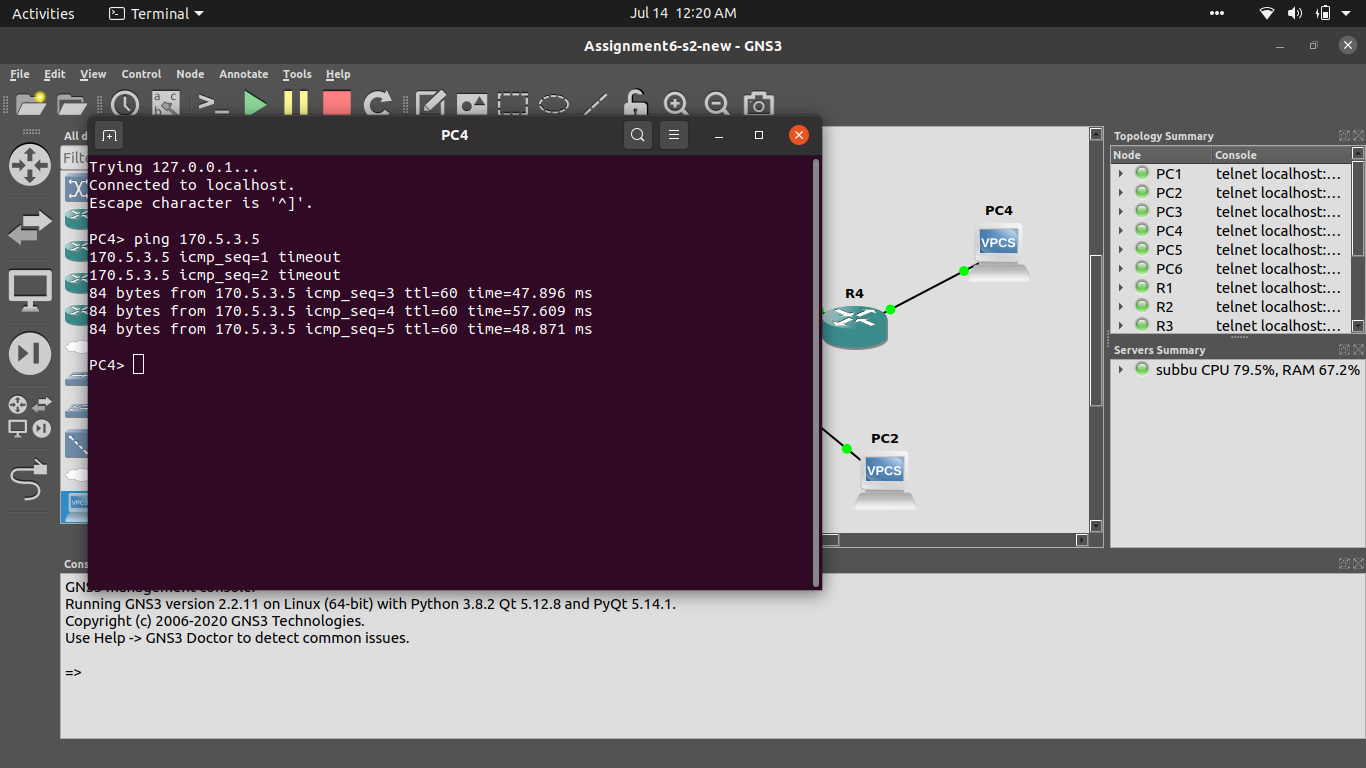 Activities
Terminal
Jul 14 12:20 AM
Assignment6-s2-new - GNS3
File Edit View Control Node Annotate Tools Help
All d
Filte
PC4
Trying 127.0.0.1...
Connected to localhost.
Escape character is '^]'.
PC4> ping 170.5.3.5
170.5.3.5 icmp_seq=1 timeout
170.5.3.5 icmp_seq=2 timeout
84 bytes from 170.5.3.5 icmp_seq=3 ttl=60 time=47.896 ms
84 bytes from 170.5.3.5 icmp_seq=4 ttl=60 time=57.609 ms
84 bytes from 170.5.3.5 icmp_seq=5 ttl=60 time=48.871 ms
PC4>
PC4
VPCS
R4
PC2
VPCS
VPCS
Topology Summary
Node Console
PC1 telnet localhost:...
PC2 telnet localhost:...
PC3 telnet localhost:...
PC4 telnet localhost:...
PC5 telnet localhost:...
PC6 telnet localhost:...
R1 telnet localhost:...
R2 telnet localhost:...
R3 telnet localhost:...
Servers Summary
subbu CPU 79.5%, RAM 67.2%
Cons
GNS3 management console.
Running GNS3 version 2.2.11 on Linux (64-bit) with Python 3.8.2 Qt 5.12.8 and PyQt 5.14.1.
Copyright (c) 2006-2020 GNS3 Technologies.
Use Help -> GNS3 Doctor to detect common issues.
=>